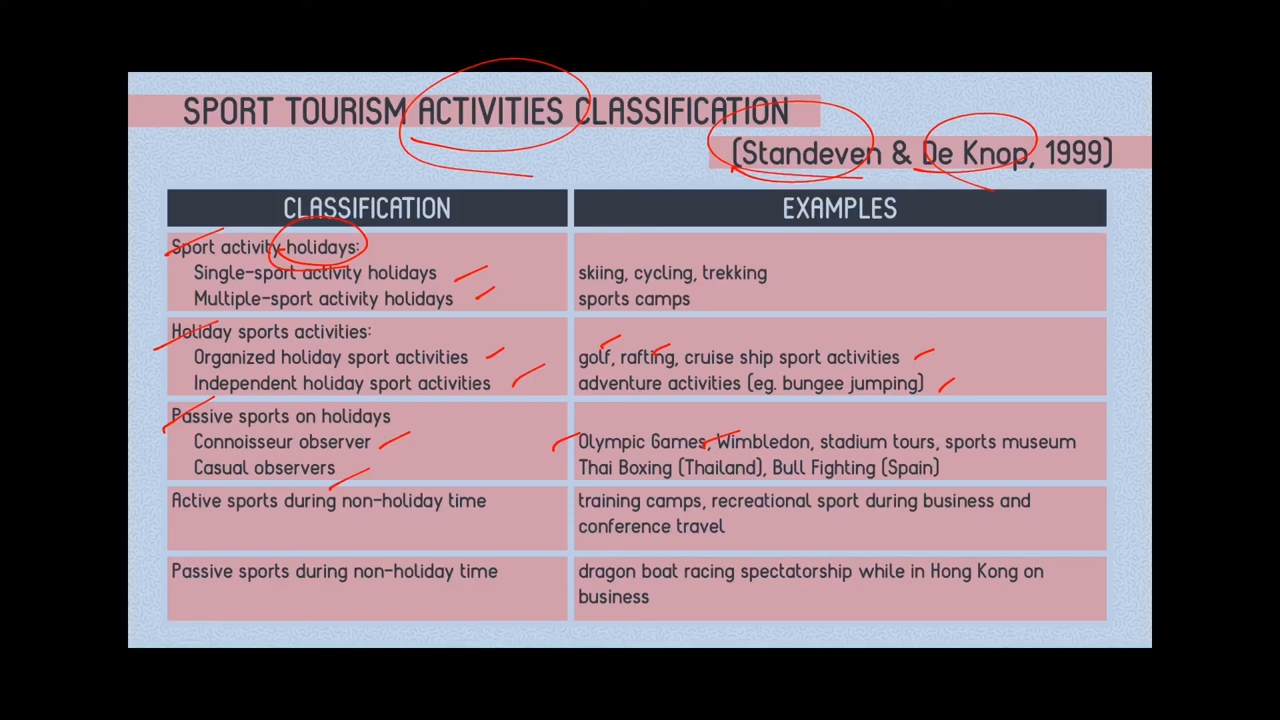 SPORT TOURISM ACTIVITIES CLASSIFICATION
(Standeven & De Knop, 1999)
CLASSIFICATION EXAMPLES
Sport activity holidays:
Single-sport activity holidays skiing, cycling, trekking
Multiple-sport activity holidays sports camps
Holiday sports activities:
Organized holiday sport activities golf, rafting, cruise ship sport activities
Independent holiday sport activities adventure activities (eg. bungee jumping)
Passive sports on holidays
Connoisseur observer Olympic Games, Wimbledon, stadium tours, sports museum
Casual observers Thai Boxing (Thailand), Bull Fighting (Spain)
Active sports during non-holiday time training camps, recreational sport during business and
conference travel
Passive sports during non-holiday time dragon boat racing spectatorship while in Hong Kong on
business